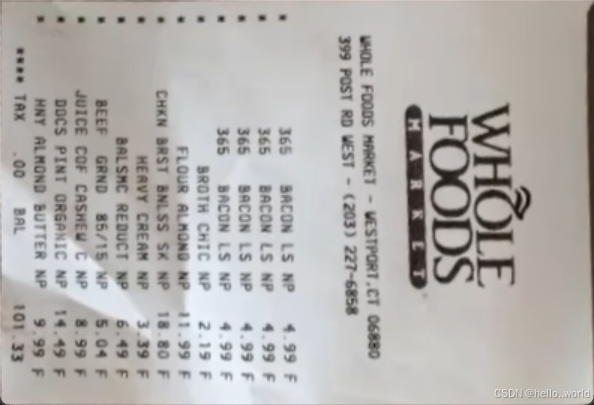 WHOLE
FOODS
MARKET
WHOLE FOODS MARKET - WESTPORT,CT 06880
399 POST RD WEST - (203) 227-6858
365 BACON LS NP 4.99 F
365 BACON LS NP 4.99 F
365 BACON LS NP 4.99 F
365 BACON LS NP 4.99 F
BROTH CHIC NP 2.19 F
FLOUR ALMOND NP 11.99 F
CHKN BRST BNLSS SK NP 18.80 F
HEAVY CREAM NP 3.39 F
BALSMC REDUCT NP 6.49 F
BEEF GRND 85/15 NP 5.04 F
JUICE COF CASHEW C NP 8.99 F
DOCS PINT ORGANIC NP 14.49 F
HNY ALMOND BUTTER NP 9.99 F
**** TAX .00 BAL 101.33
CSDN @hello..world